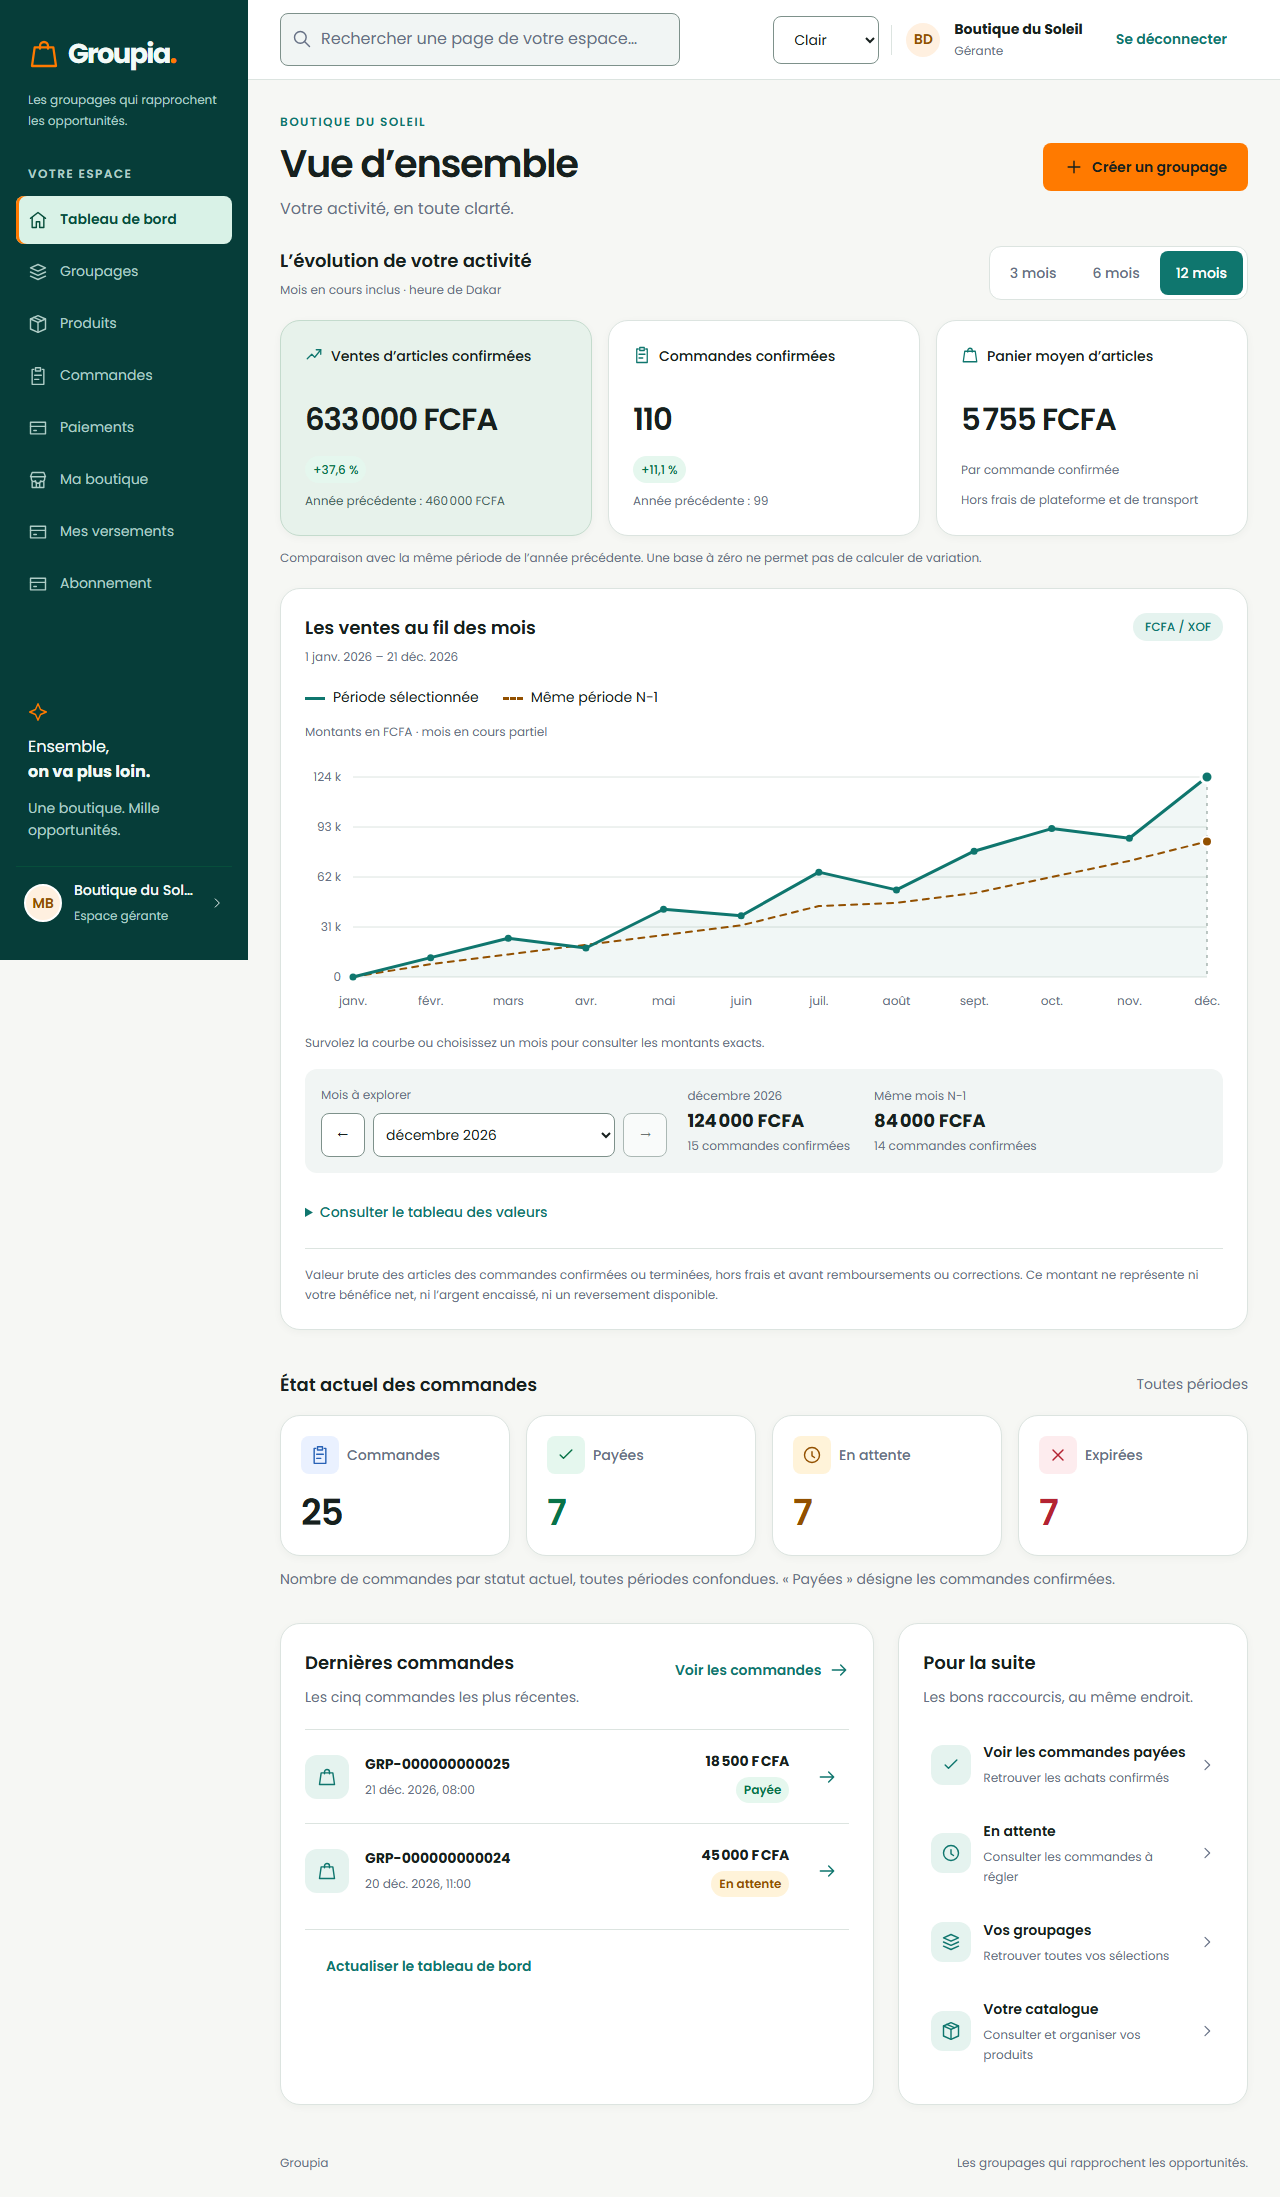 Groupia.
Les groupages qui rapprochent
les opportunités.
VOTRE ESPACE
Tableau de bord
Groupages
Produits
Commandes
Paiements
Ma boutique
Mes versements
Abonnement
Ensemble,
on va plus loin.
Une boutique. Mille
opportunités.
MB
Boutique du Sol...
Espace gérante
Rechercher une page de votre espace...
Clair
BD
Boutique du Soleil
Gérante
Se déconnecter
BOUTIQUE DU SOLEIL
Vue d’ensemble
Votre activité, en toute clarté.
Créer un groupage
L’évolution de votre activité
Mois en cours inclus · heure de Dakar
3 mois
6 mois
12 mois
Ventes d’articles confirmées
633 000 FCFA
+37,6 %
Année précédente : 460 000 FCFA
Commandes confirmées
110
+11,1 %
Année précédente : 99
Panier moyen d’articles
5 755 FCFA
Par commande confirmée
Hors frais de plateforme et de transport
Comparaison avec la même période de l’année précédente. Une base à zéro ne permet pas de calculer de variation.
Les ventes au fil des mois
FCFA / XOF
1 janv. 2026 – 21 déc. 2026
Période sélectionnée
Même période N-1
Montants en FCFA · mois en cours partiel
124 k
93 k
62 k
31 k
0
janv. févr. mars avr. mai juin juil. août sept. oct. nov. déc.
Survolez la courbe ou choisissez un mois pour consulter les montants exacts.
Mois à explorer
←
décembre 2026
→
décembre 2026
124 000 FCFA
15 commandes confirmées
Même mois N-1
84 000 FCFA
14 commandes confirmées
Consulter le tableau des valeurs
Valeur brute des articles des commandes confirmées ou terminées, hors frais et avant remboursements ou corrections. Ce montant ne représente ni
votre bénéfice net, ni l’argent encaissé, ni un reversement disponible.
État actuel des commandes
Toutes périodes
Commandes
25
Payées
7
En attente
7
Expirées
7
Nombre de commandes par statut actuel, toutes périodes confondues. « Payées » désigne les commandes confirmées.
Dernières commandes
Les cinq commandes les plus récentes.
Voir les commandes
GRP-000000000025
21 déc. 2026, 08:00
18 500 FCFA
Payée
GRP-000000000024
20 déc. 2026, 11:00
45 000 FCFA
En attente
Actualiser le tableau de bord
Pour la suite
Les bons raccourcis, au même endroit.
Voir les commandes payées
Retrouver les achats confirmés
En attente
Consulter les commandes à
régler
Vos groupages
Retrouver toutes vos sélections
Votre catalogue
Consulter et organiser vos
produits
Groupia
Les groupages qui rapprochent les opportunités.